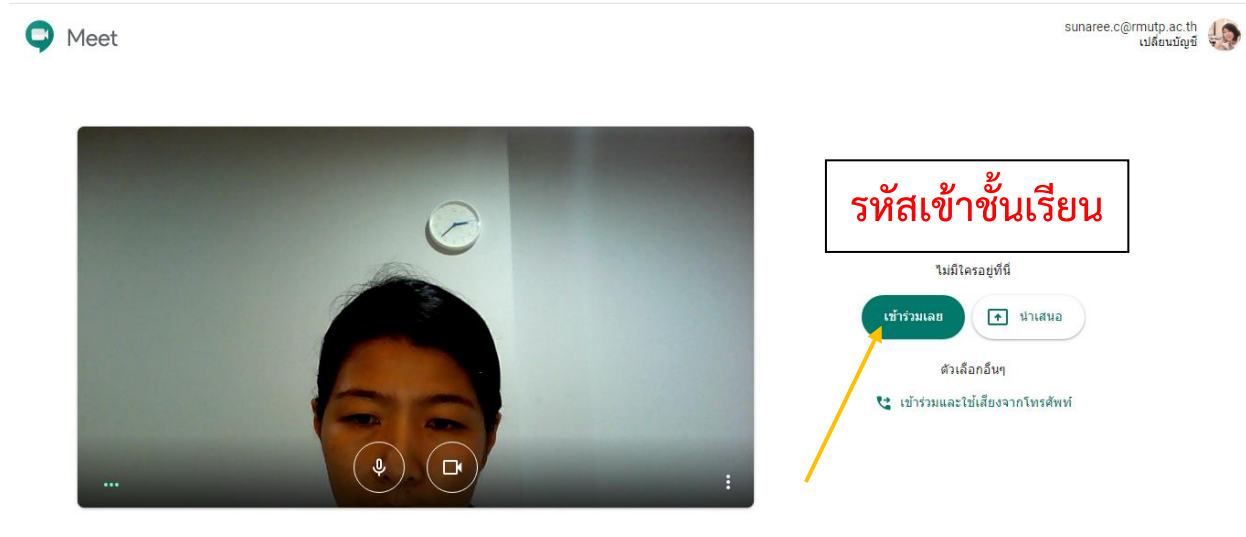 Meet
sunaree.c@rmutp.ac.th
เปลี่ยนบัญชี
รหัสเข้าชั้นเรียน
ไม่มีใครอยู่ที่นี่
เข้าร่วมเลย
นำเสนอ
ตัวเลือกอื่นๆ
เข้าร่วมและใช้เสียงจากโทรศัพท์